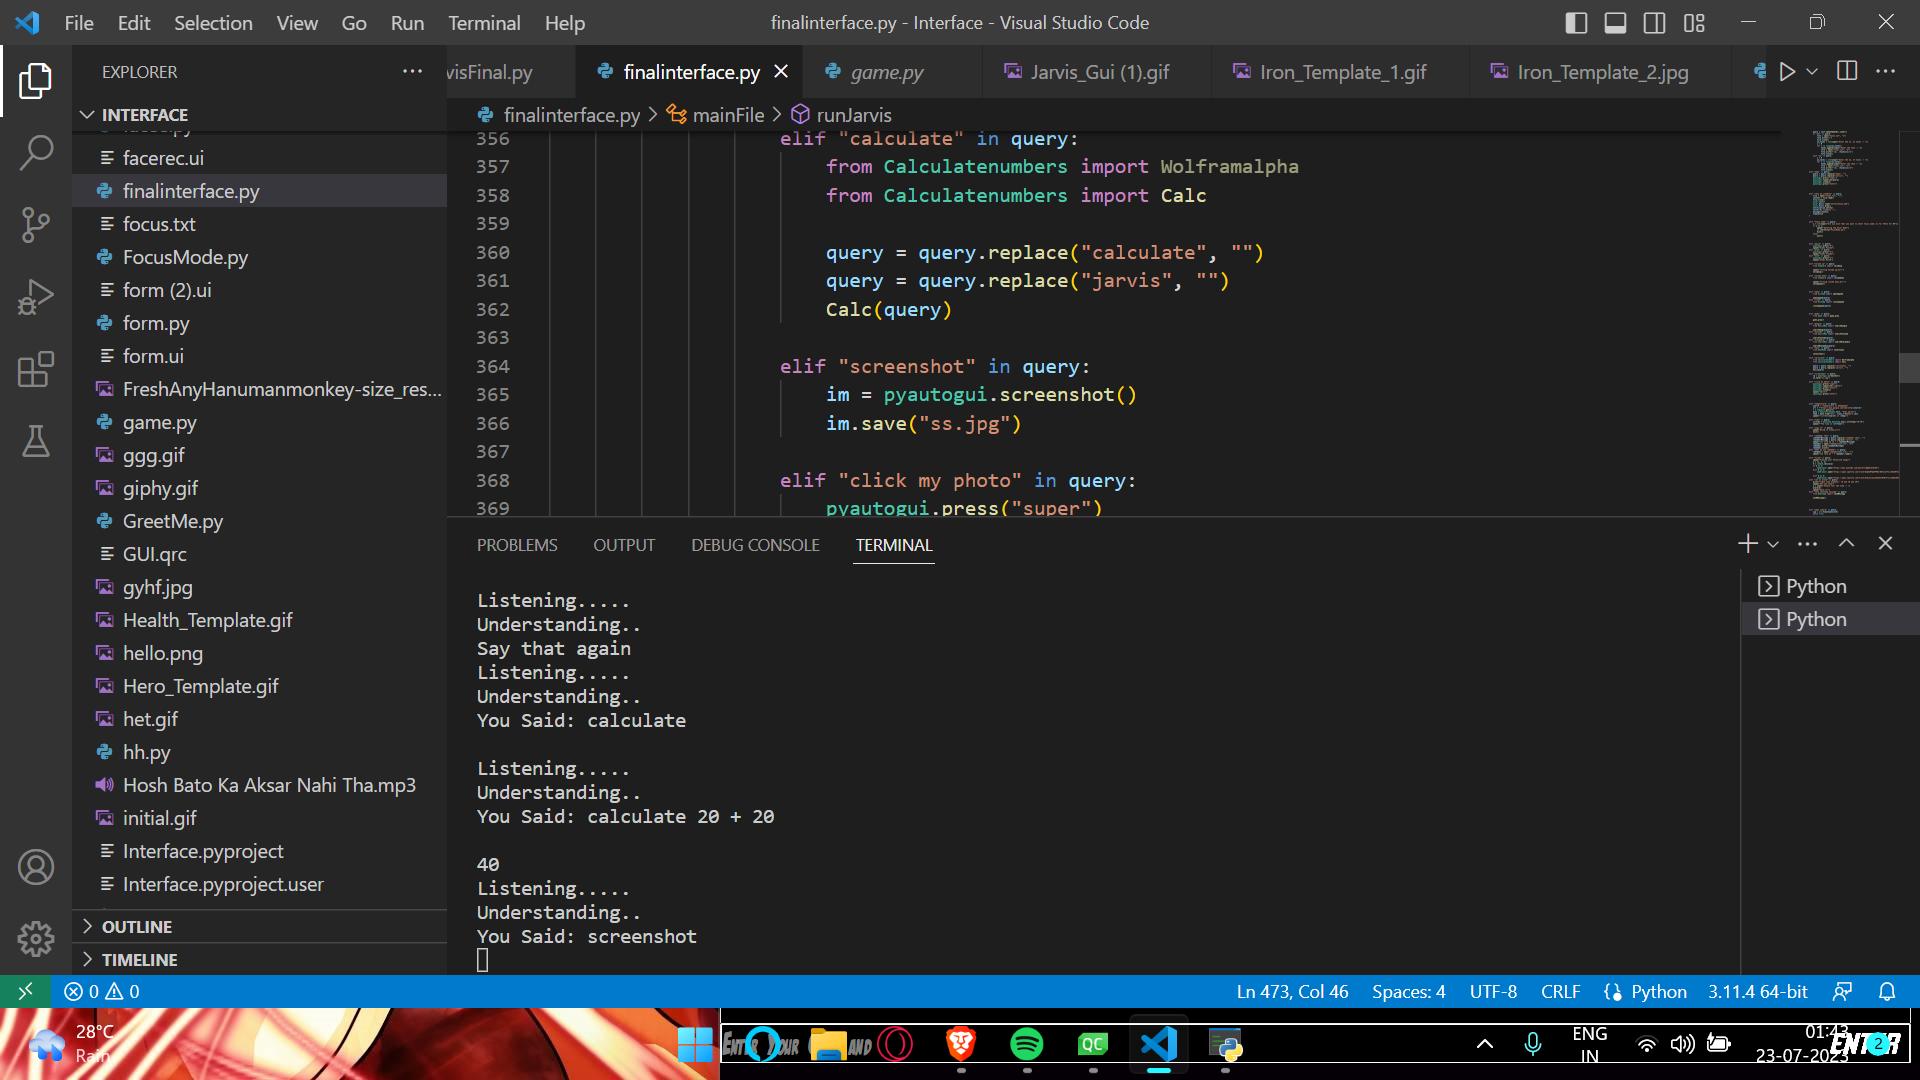 File Edit Selection View Go Run Terminal Help
finalinterface.py - Interface - Visual Studio Code
EXPLORER
visFinal.py
finalinterface.py
game.py
Jarvis_Gui (1).gif
Iron_Template_1.gif
Iron_Template_2.jpg
INTERFACE
finalinterface.py > mainFile > runJarvis
facerec.ui
finalinterface.py
focus.txt
FocusMode.py
form (2).ui
form.py
form.ui
FreshAnyHanumanmonkey-size_res...
game.py
ggg.gif
giphy.gif
GreetMe.py
GUI.qrc
gyhf.jpg
Health_Template.gif
hello.png
Hero_Template.gif
het.gif
hh.py
Hosh Bato Ka Aksar Nahi Tha.mp3
initial.gif
Interface.pyproject
Interface.pyproject.user
OUTLINE
TIMELINE
356 elif "calculate" in query:
357 from Calculatenumbers import Wolframalpha
358 from Calculatenumbers import Calc
359
360 query = query.replace("calculate", "")
361 query = query.replace("jarvis", "")
362 Calc(query)
363
364 elif "screenshot" in query:
365 im = pyautogui.screenshot()
366 im.save("ss.jpg")
367
368 elif "click my photo" in query:
369 pyautogui.press("super")
PROBLEMS OUTPUT DEBUG CONSOLE TERMINAL
Listening.....
Understanding..
Say that again
Listening.....
Understanding..
You Said: calculate
Listening.....
Understanding..
You Said: calculate 20 + 20
40
Listening.....
Understanding..
You Said: screenshot
Python
Python
0 0
Ln 473, Col 46 Spaces: 4 UTF-8 CRLF Python 3.11.4 64-bit
28°C
Rain
ENTER YOUR AND
QC
ENG
IN
01:43
23-07-2023
ENTER
2